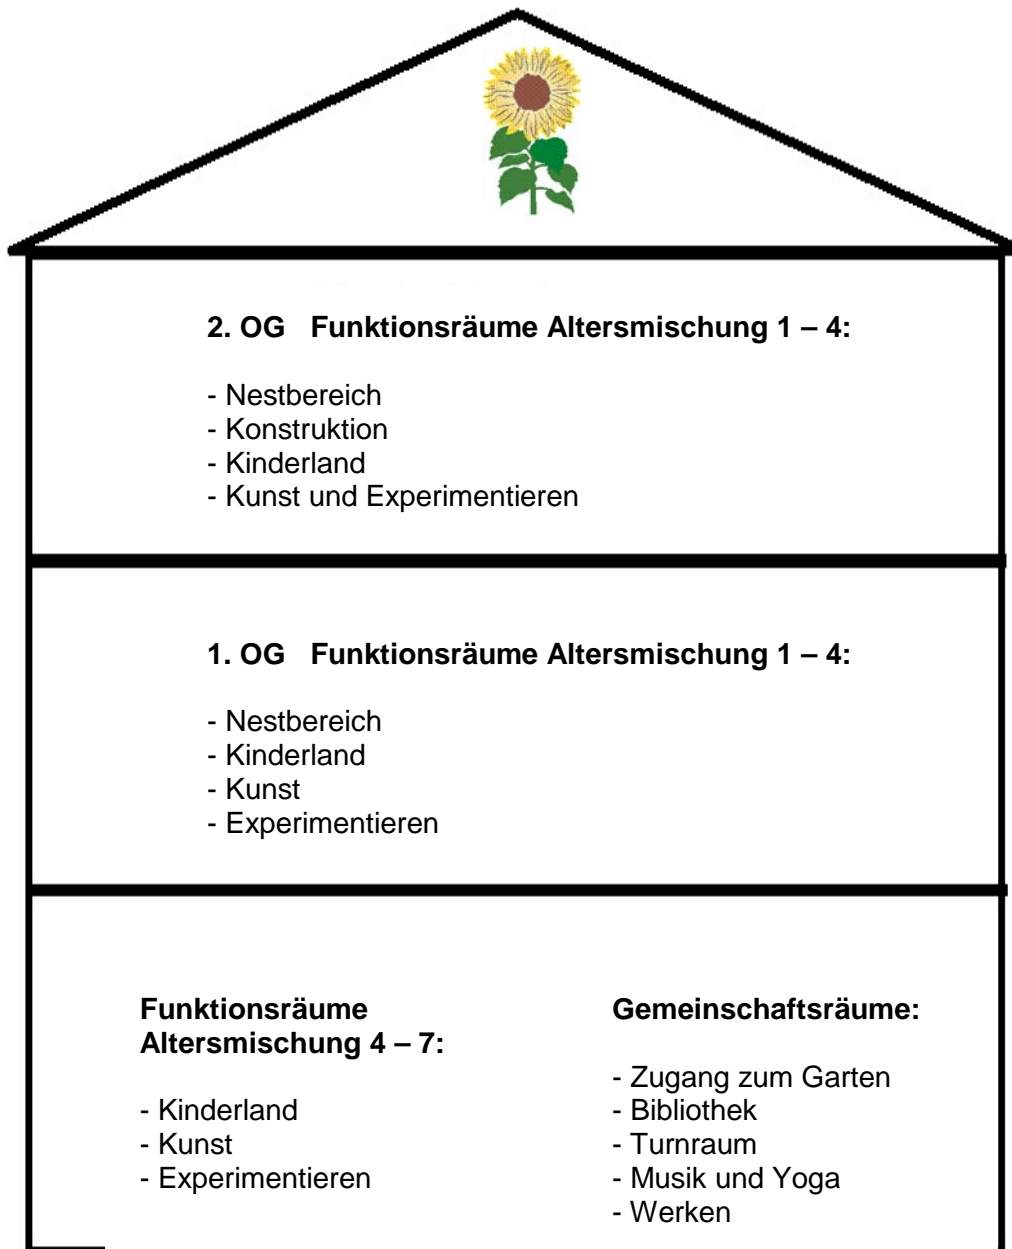 2. OG   Funktionsräume Altersmischung 1 – 4:
- Nestbereich
- Konstruktion
- Kinderland
- Kunst und Experimentieren
1. OG   Funktionsräume Altersmischung 1 – 4:
- Nestbereich
- Kinderland
- Kunst
- Experimentieren
Funktionsräume
Altersmischung 4 – 7:
- Kinderland
- Kunst
- Experimentieren
Gemeinschaftsräume:
- Zugang zum Garten
- Bibliothek
- Turnraum
- Musik und Yoga
- Werken